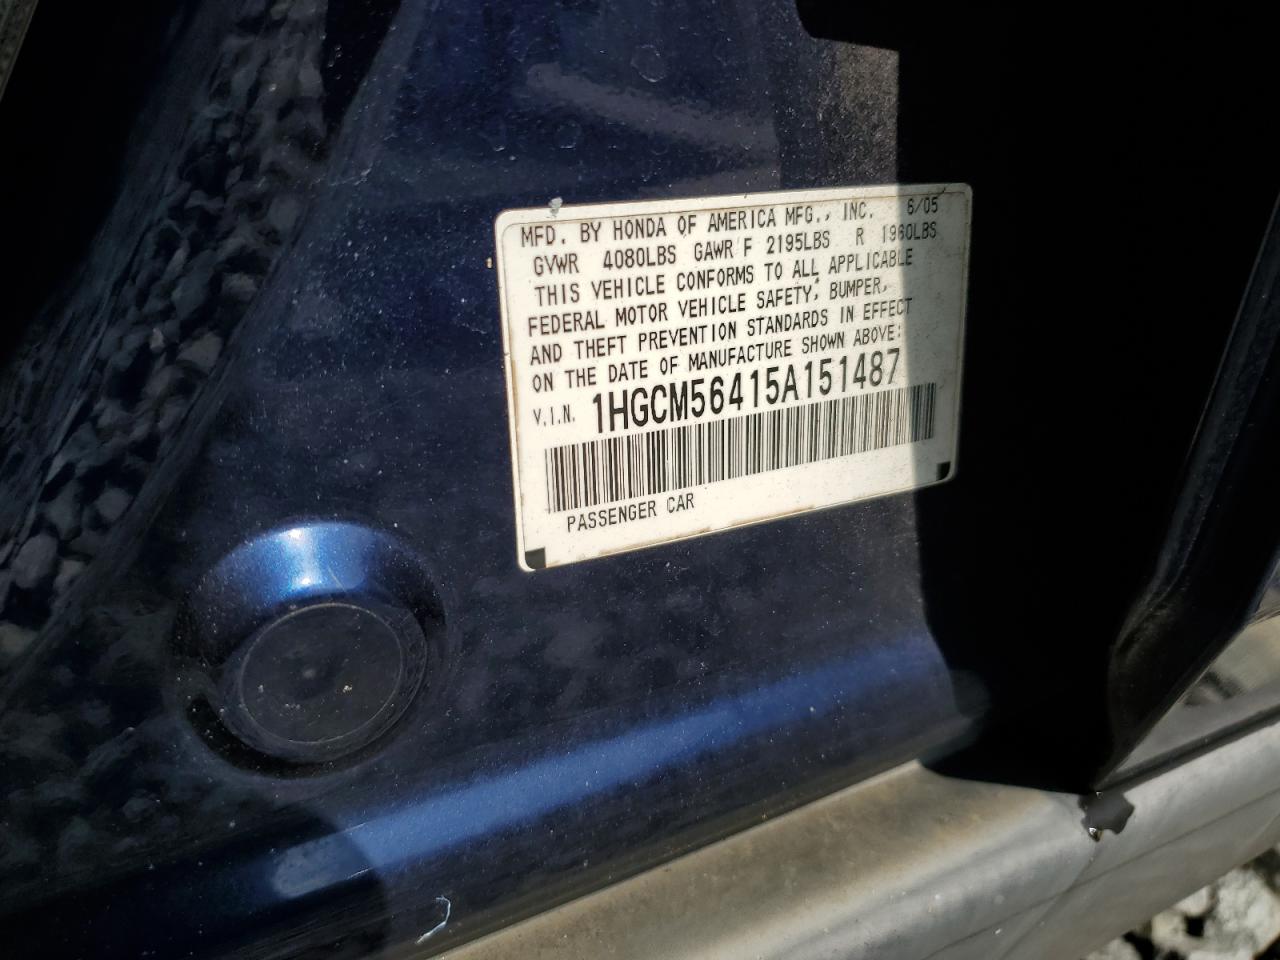 MFD. BY HONDA OF AMERICA MFG., INC. 6/05
GVWR 4080LBS GAWR F 2195LBS R 1960LBS
THIS VEHICLE CONFORMS TO ALL APPLICABLE
FEDERAL MOTOR VEHICLE SAFETY, BUMPER,
AND THEFT PREVENTION STANDARDS IN EFFECT
ON THE DATE OF MANUFACTURE SHOWN ABOVE:
V.I.N. 1HGCM56415A151487
PASSENGER CAR